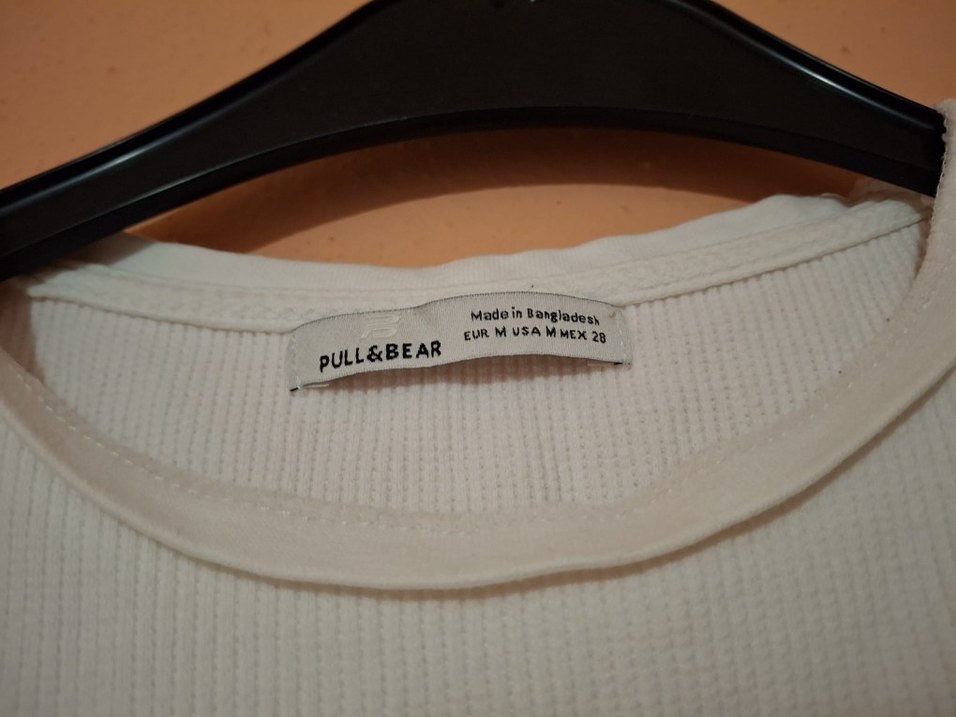 PULL&BEAR
Made in Bangladesh
EUR M USA M MEX 28